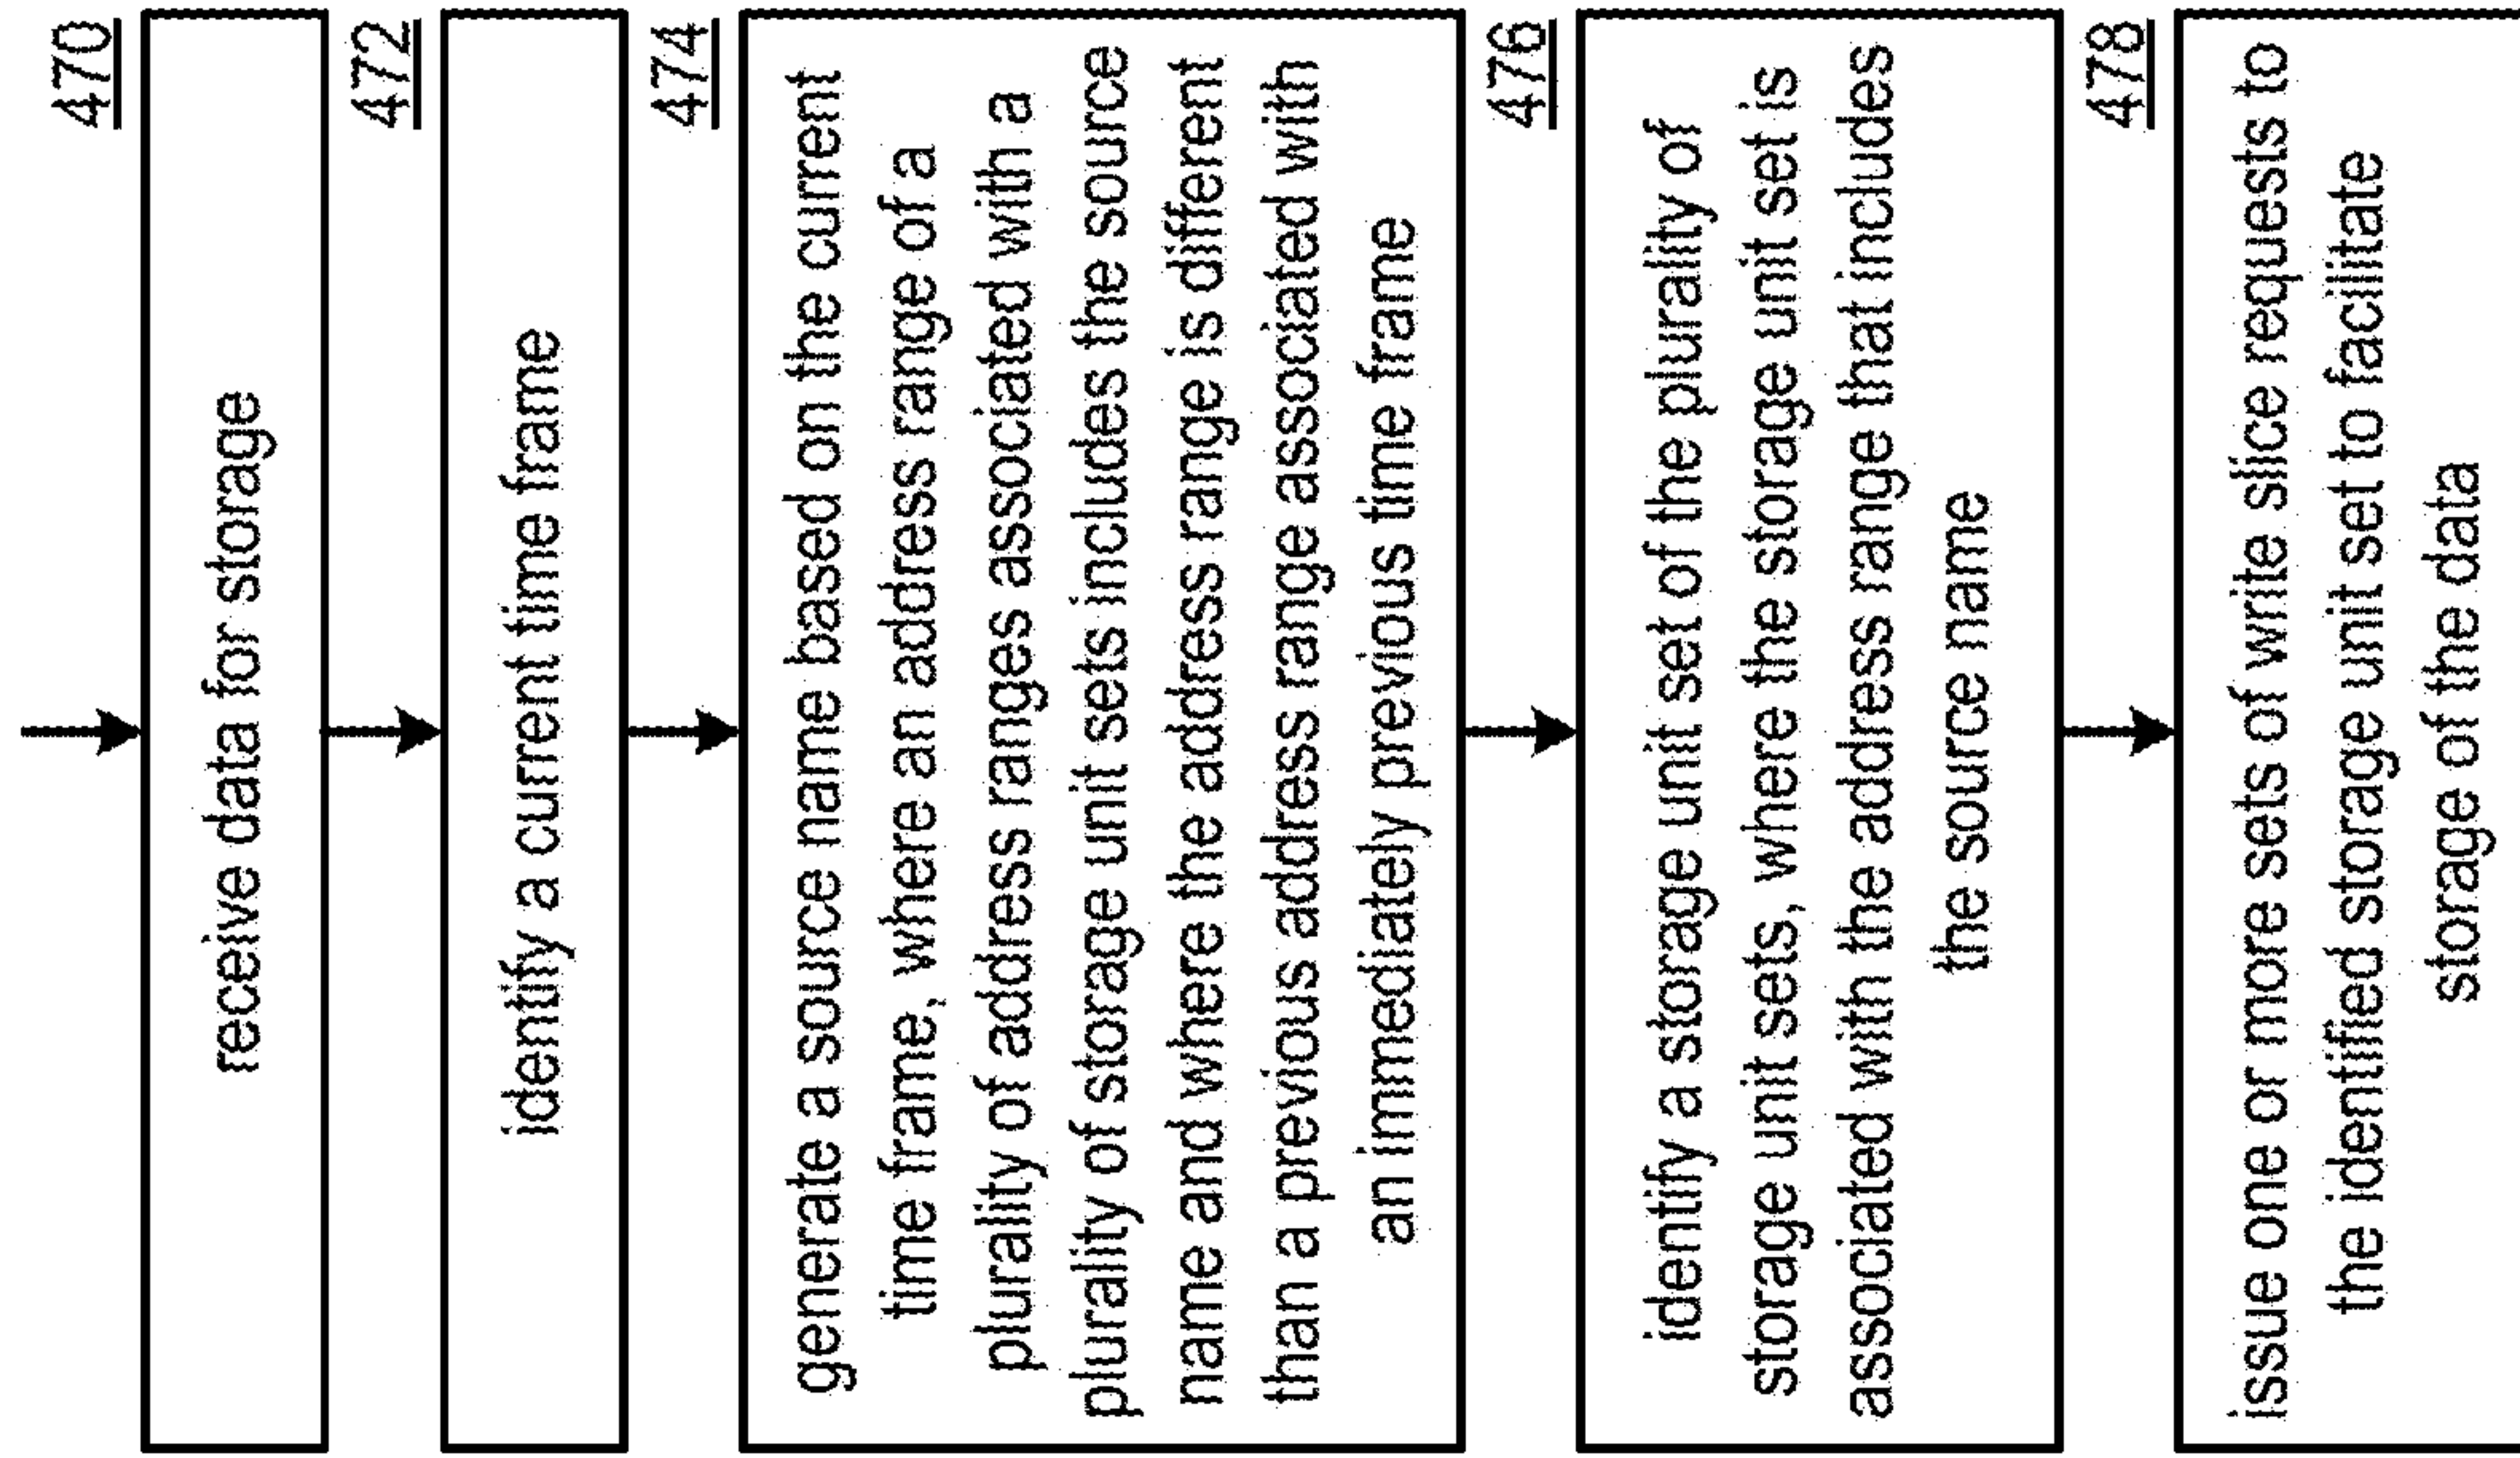 470
receive data for storage
472
identify a current time frame
474
generate a source name based on the current
time frame, where an address range of a
plurality of address ranges associated with a
plurality of storage unit sets includes the source
name and where the address range is different
than a previous address range associated with
an immediately previous time frame
476
identify a storage unit set of the plurality of
storage unit sets, where the storage unit set is
associated with the address range that includes
the source name
478
issue one or more sets of write slice requests to
the identified storage unit set to facilitate
storage of the data